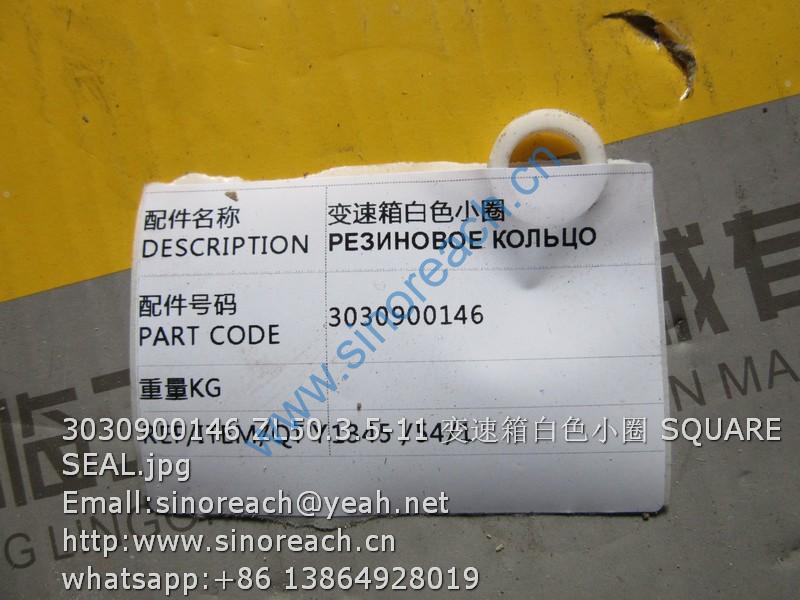 配件名称
变速箱白色小圈
DESCRIPTION
РЕЗИНОВОЕ КОЛЬЦО
配件号码
PART CODE
3030900146
重量KG
www.sinoreach.cn
3030900146 ZL50.3.5-11 变速箱白色小圈 SQUARE
SEAL.jpg
Email:sinoreach@yeah.net
http:www.sinoreach.cn
whatsapp:+86 13864928019